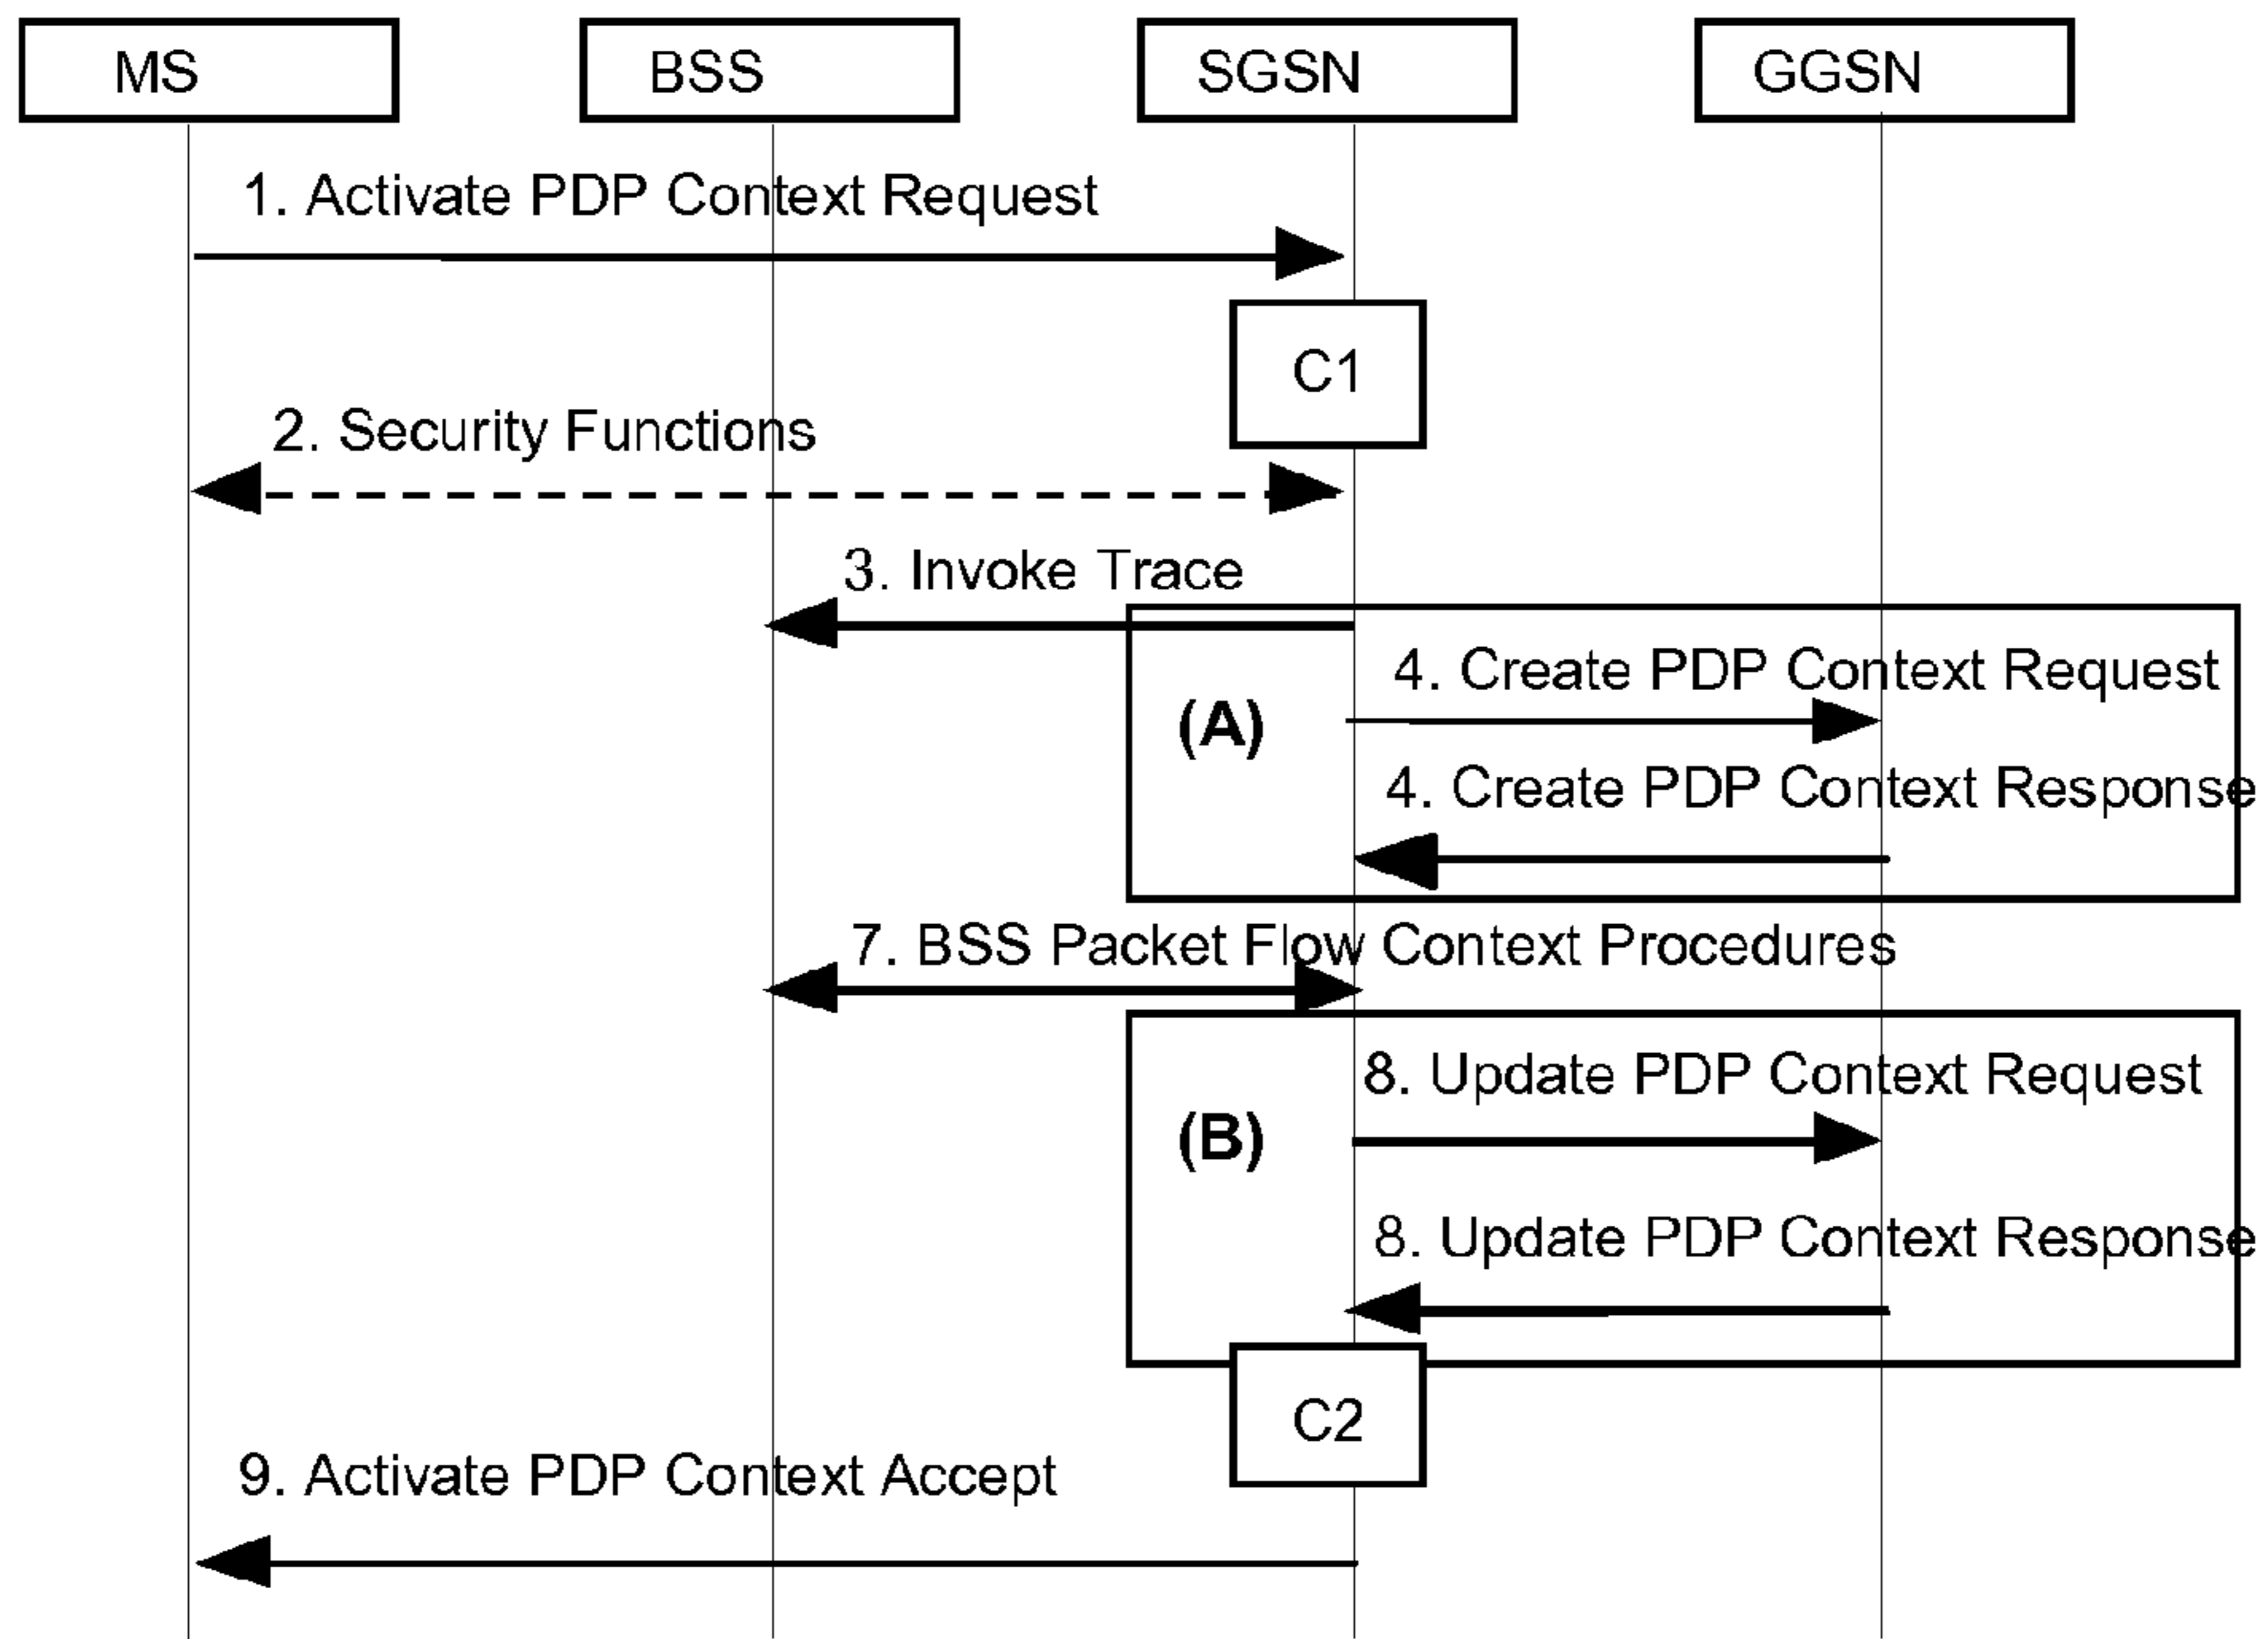 MS
BSS
SGSN
GGSN
1. Activate PDP Context Request
C1
2. Security Functions
3. Invoke Trace
4. Create PDP Context Request
(A)
4. Create PDP Context Response
7. BSS Packet Flow Context Procedures
8. Update PDP Context Request
(B)
8. Update PDP Context Response
C2
9. Activate PDP Context Accept